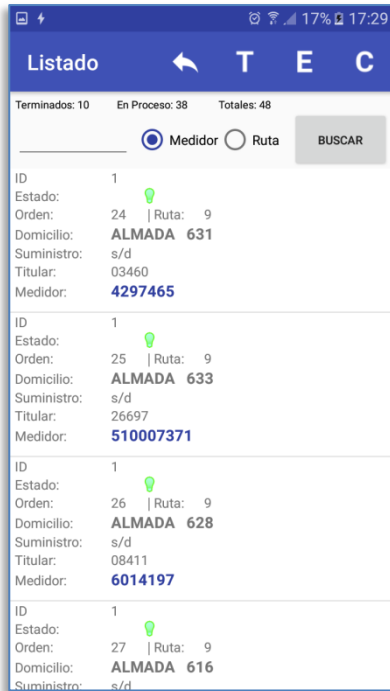 17% 17:29
Listado T E C
Terminados: 10 En Proceso: 38 Totales: 48
Medidor Ruta BUSCAR
ID 1
Estado:
Orden: 24 | Ruta: 9
Domicilio: ALMADA 631
Suministro: s/d
Titular: 03460
Medidor: 4297465
ID 1
Estado:
Orden: 25 | Ruta: 9
Domicilio: ALMADA 633
Suministro: s/d
Titular: 26697
Medidor: 510007371
ID 1
Estado:
Orden: 26 | Ruta: 9
Domicilio: ALMADA 628
Suministro: s/d
Titular: 08411
Medidor: 6014197
ID 1
Estado:
Orden: 27 | Ruta: 9
Domicilio: ALMADA 616
Suministro: s/d